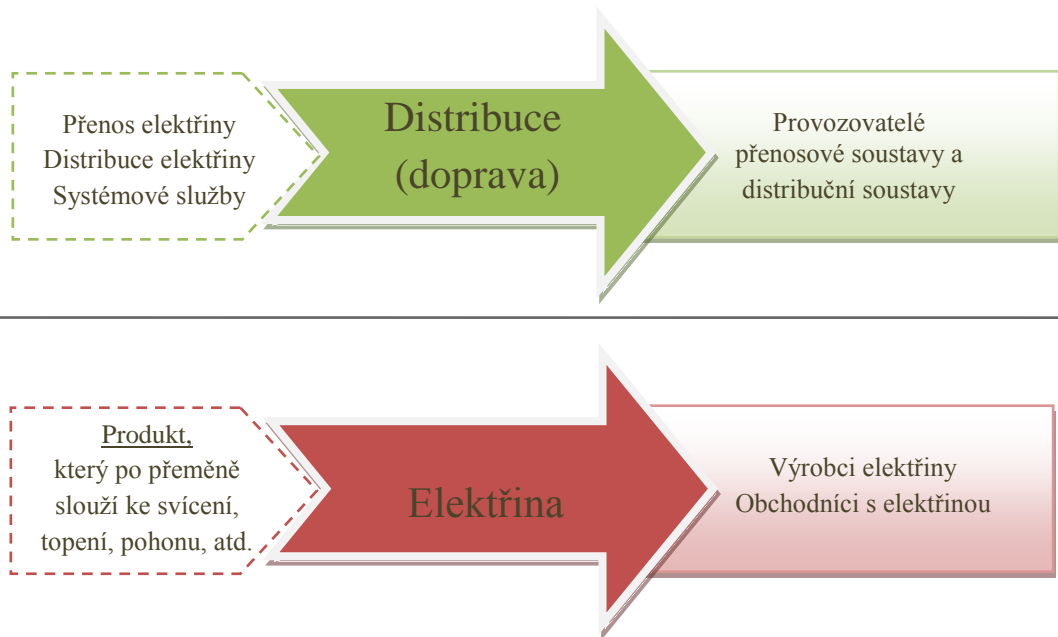 Přenos elektřiny
Distribuce elektřiny
Systémové služby
Distribuce
(doprava)
Provozovatelé
přenosové soustavy a
distribuční soustavy
Produkt,
který po přeměně
slouží ke svícení,
topení, pohonu, atd.
Elektřina
Výrobci elektřiny
Obchodníci s elektřinou